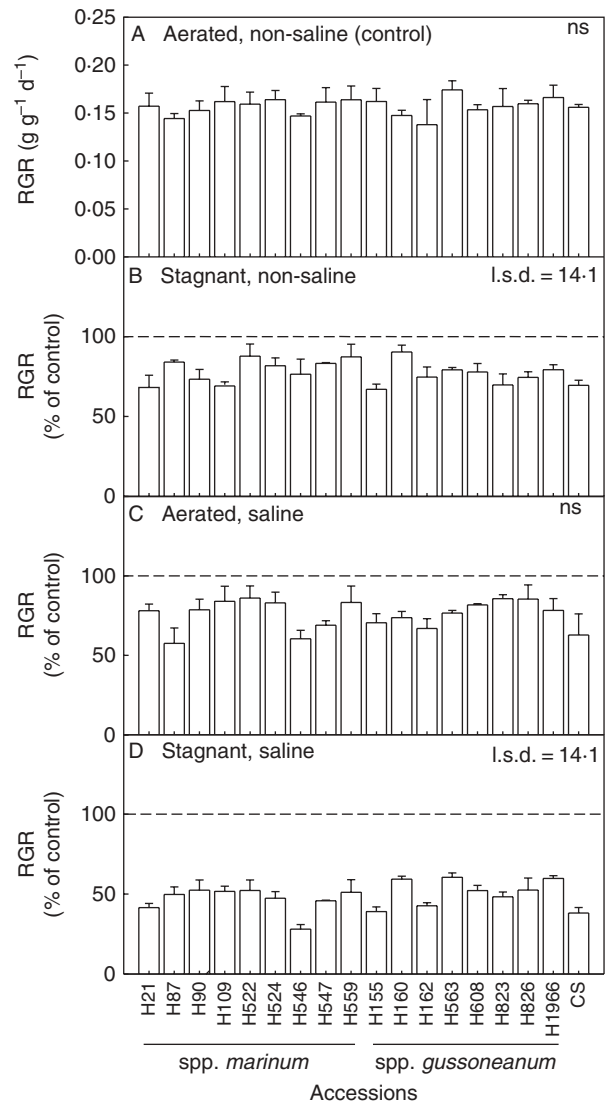 A Aerated, non-saline (control)
ns
0·25
0·20
0·15
0·10
0·05
0·00
RGR (g g⁻¹ d⁻¹)
B Stagnant, non-saline
l.s.d. = 14·1
100
50
0
RGR
(% of control)
C Aerated, saline
ns
100
50
0
RGR
(% of control)
D Stagnant, saline
l.s.d. = 14·1
100
50
0
RGR
(% of control)
H21
H87
H90
H109
H522
H524
H546
H547
H559
H155
H160
H162
H563
H608
H823
H826
H1966
CS
spp. marinum
spp. gussoneanum
Accessions